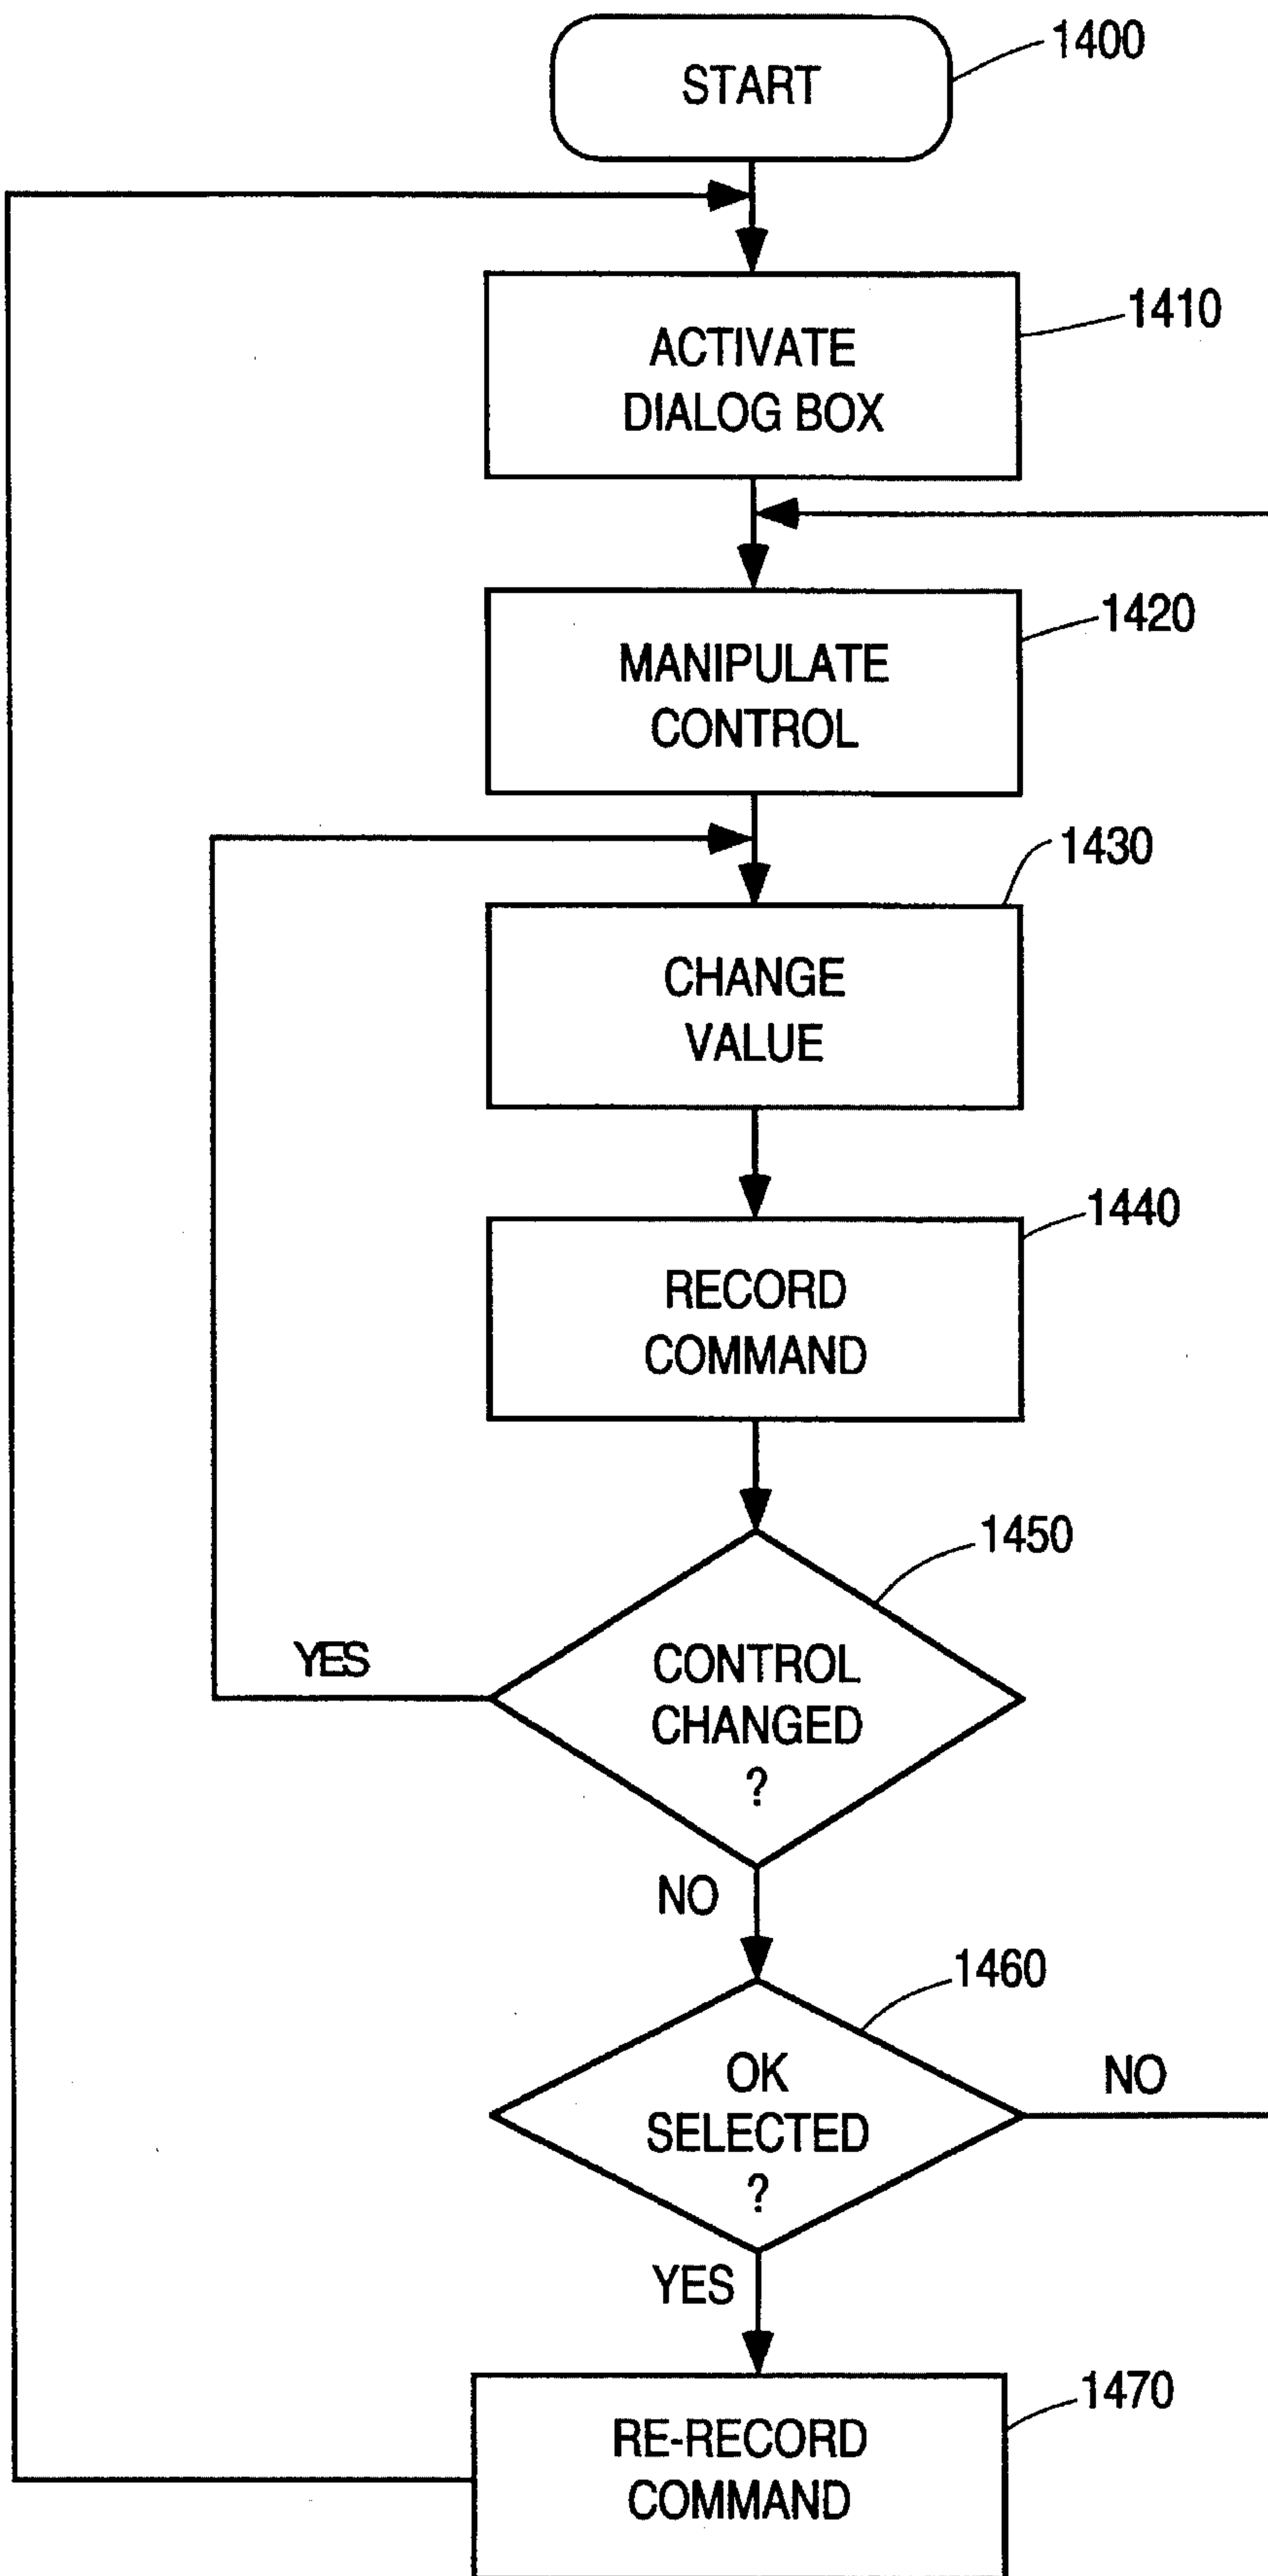 START
1400
ACTIVATE
DIALOG BOX
1410
MANIPULATE
CONTROL
1420
CHANGE
VALUE
1430
RECORD
COMMAND
1440
CONTROL
CHANGED
?
1450
YES
NO
OK
SELECTED
?
1460
NO
YES
RE-RECORD
COMMAND
1470